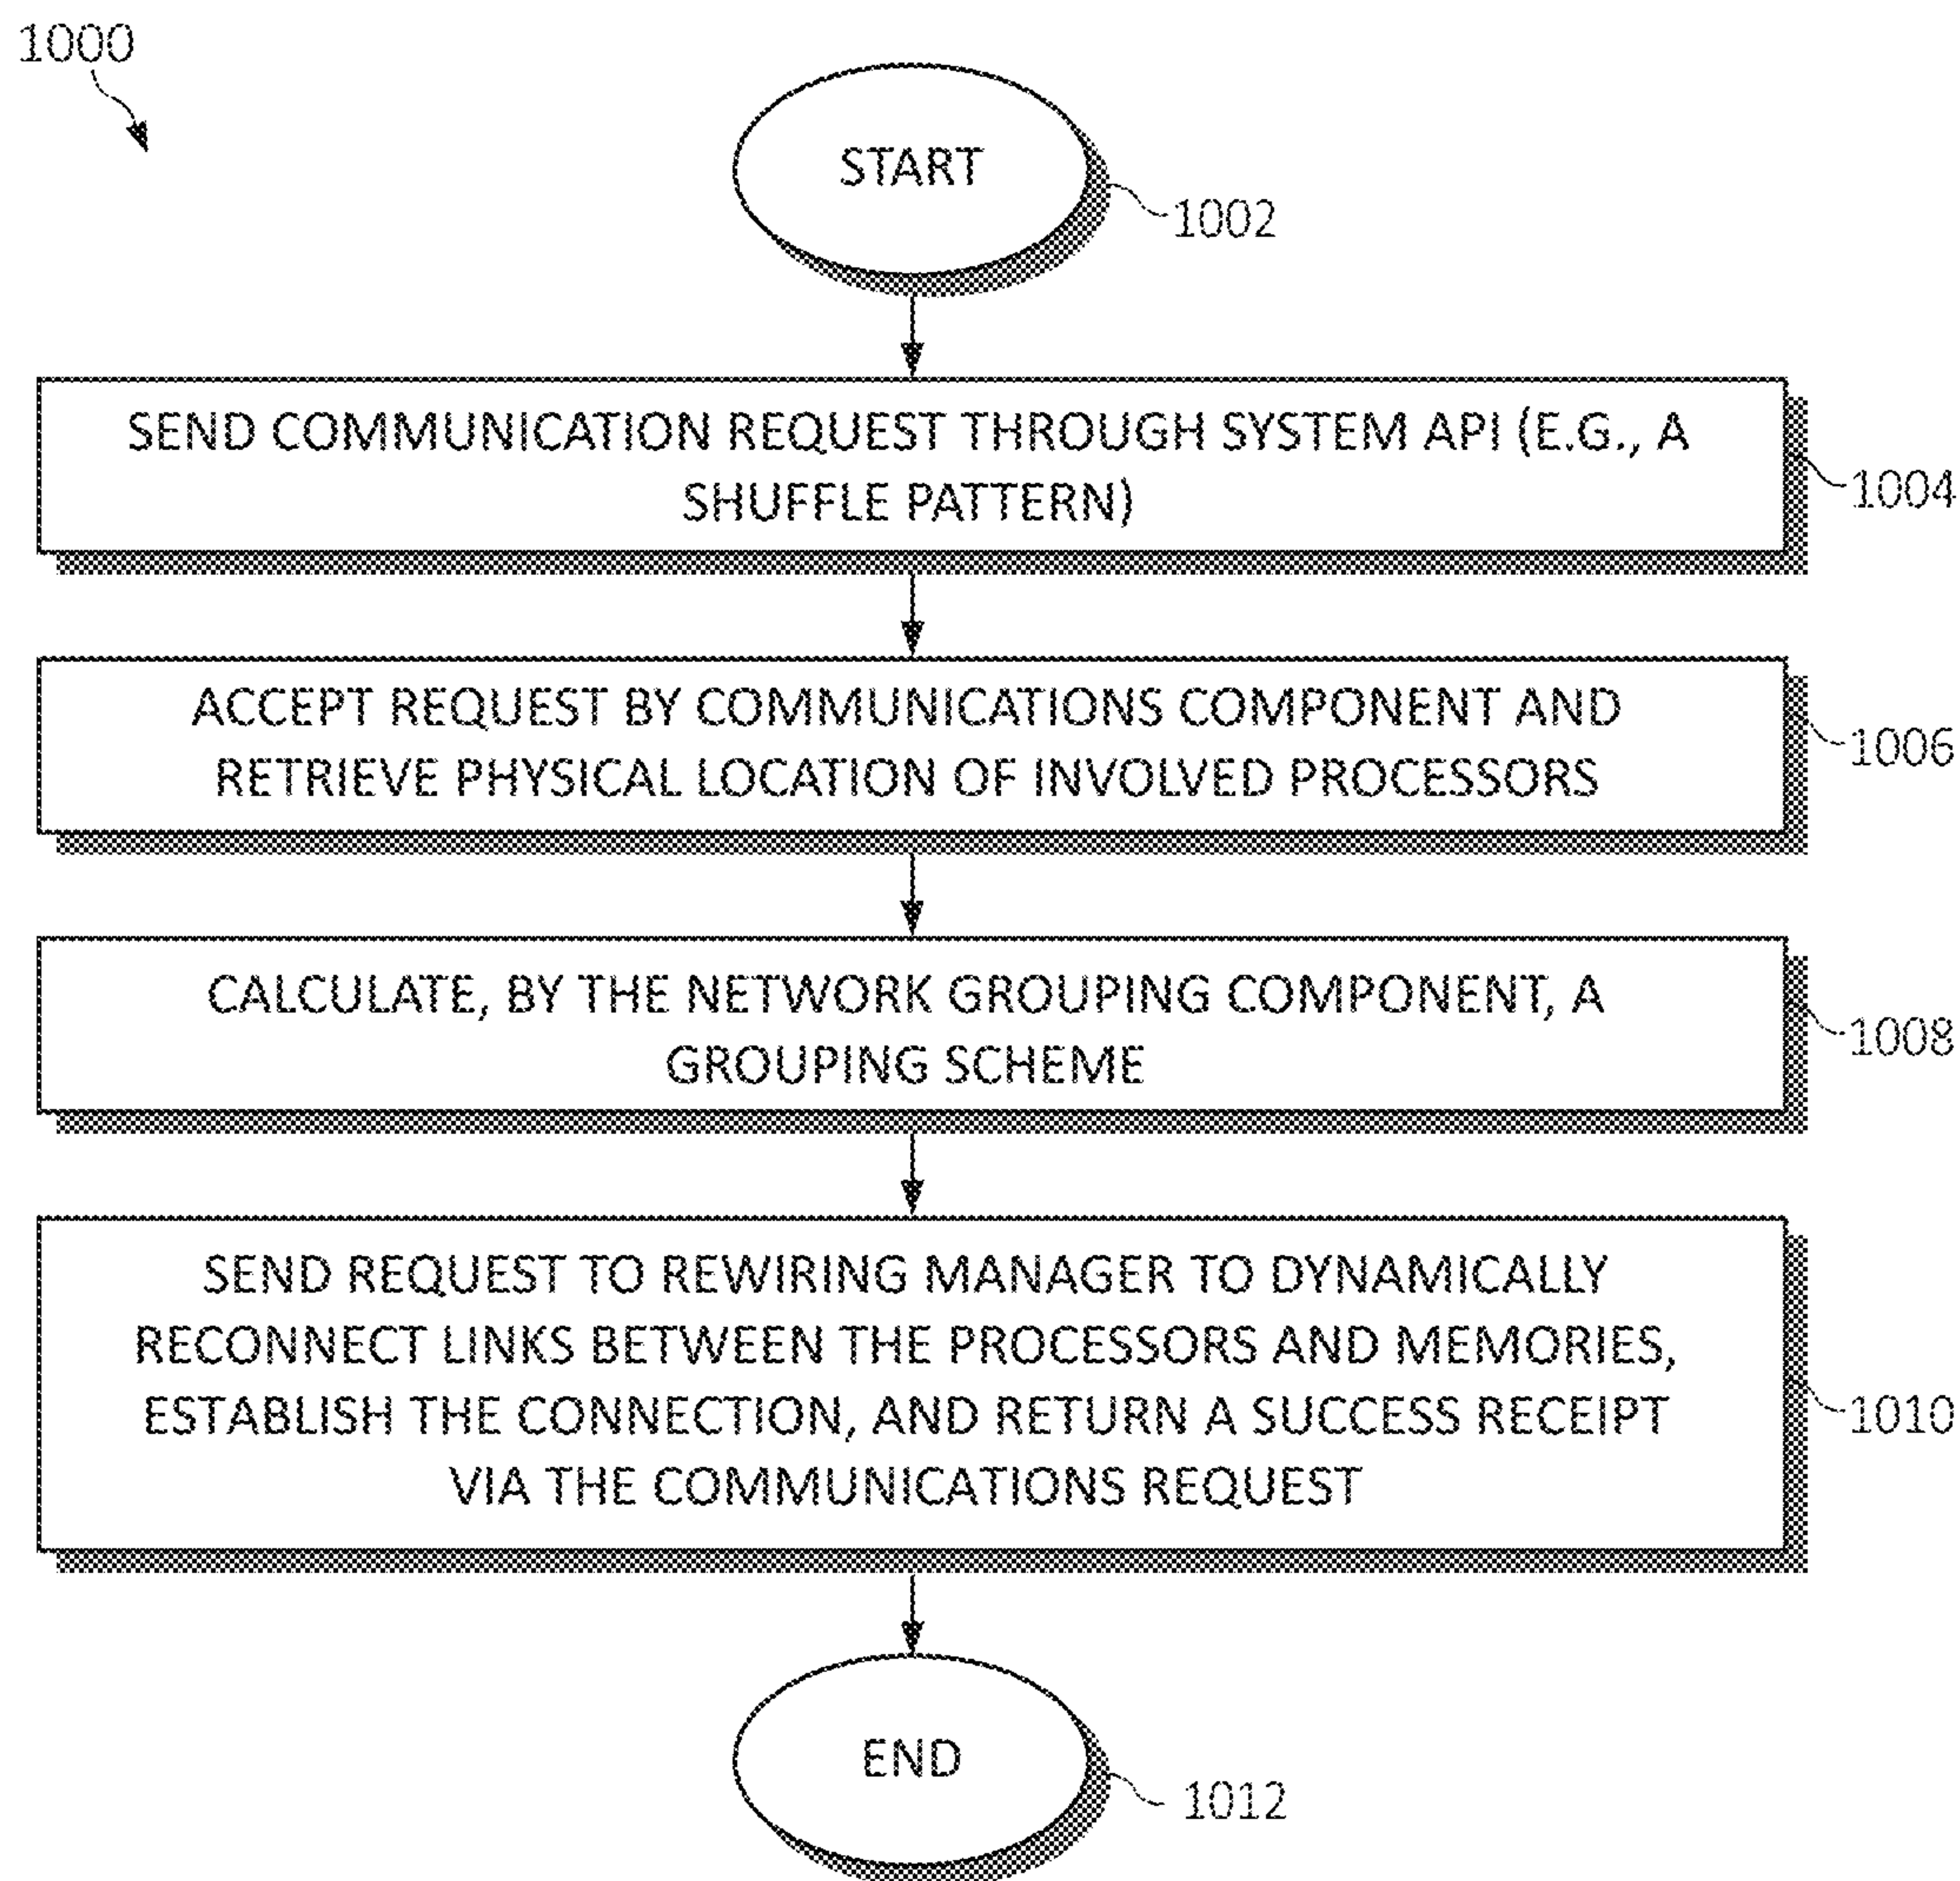 1000
START
1002
SEND COMMUNICATION REQUEST THROUGH SYSTEM API (E.G., A
SHUFFLE PATTERN)
1004
ACCEPT REQUEST BY COMMUNICATIONS COMPONENT AND
RETRIEVE PHYSICAL LOCATION OF INVOLVED PROCESSORS
1006
CALCULATE, BY THE NETWORK GROUPING COMPONENT, A
GROUPING SCHEME
1008
SEND REQUEST TO REWIRING MANAGER TO DYNAMICALLY
RECONNECT LINKS BETWEEN THE PROCESSORS AND MEMORIES,
ESTABLISH THE CONNECTION, AND RETURN A SUCCESS RECEIPT
VIA THE COMMUNICATIONS REQUEST
1010
END
1012